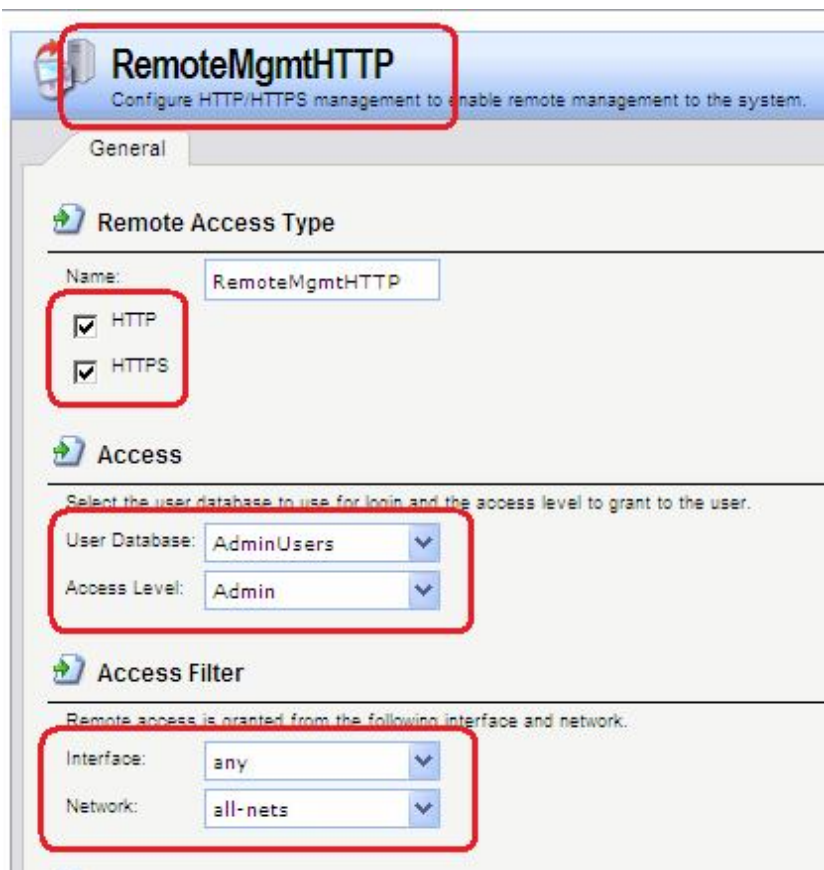 RemoteMgmtHTTP
Configure HTTP/HTTPS management to enable remote management to the system.
General
Remote Access Type
Name: RemoteMgmtHTTP
HTTP
HTTPS
Access
Select the user database to use for login and the access level to grant to the user.
User Database: AdminUsers
Access Level: Admin
Access Filter
Remote access is granted from the following interface and network.
Interface: any
Network: all-nets